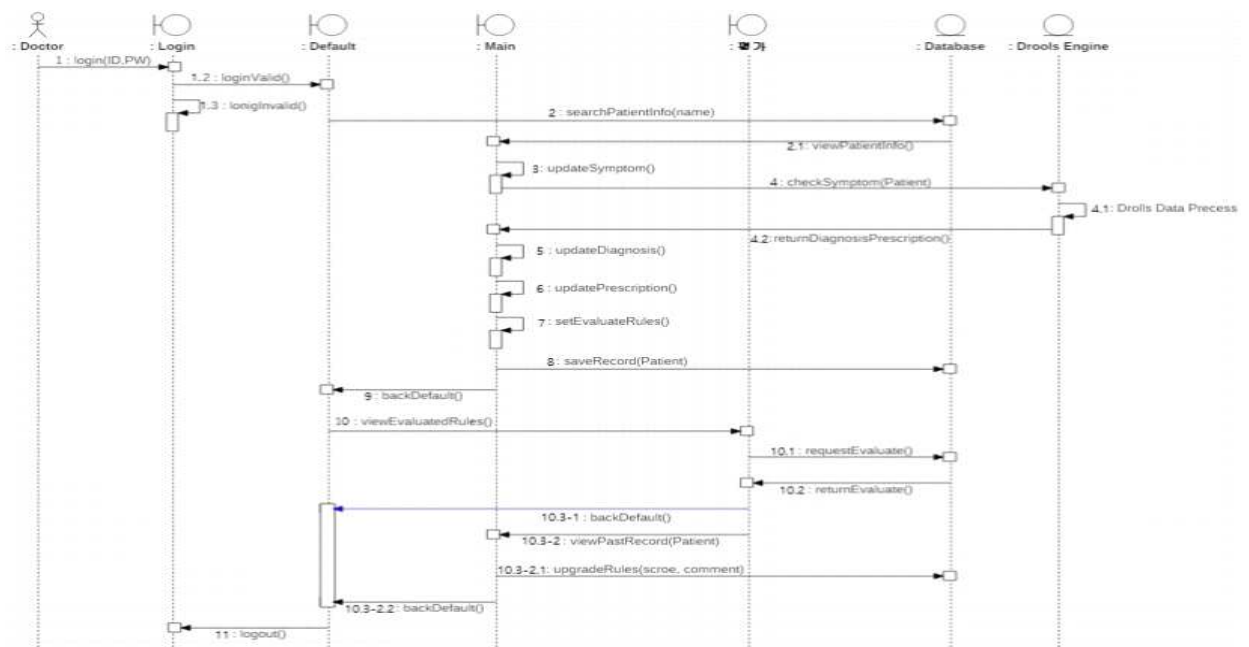 : Doctor
: Login
: Default
: Main
: Database
: Drools Engine
1 : login(ID,PW)
1.2 : loginValid()
1.3 : lonigInvalid()
2 : searchPatientInfo(name)
2.1: viewPatientInfo()
3: updateSymptom()
4: checkSymptom(Patient)
4.1: Drolls Data Precess
4.2:returnDiagnosisPrescription()
5 : updateDiagnosis()
6 : updatePrescription()
7 : setEvaluateRules()
8 : saveRecord(Patient)
9 : backDefault()
10 : viewEvaluatedRules()
10.1 : requestEvaluate()
10.2 : returnEvaluate()
10.3-1 : backDefault()
10.3-2: viewPastRecord(Patient)
10.3-2.1: upgradeRules(scroe, comment)
10.3-2.2: backDefault()
11 : logout()